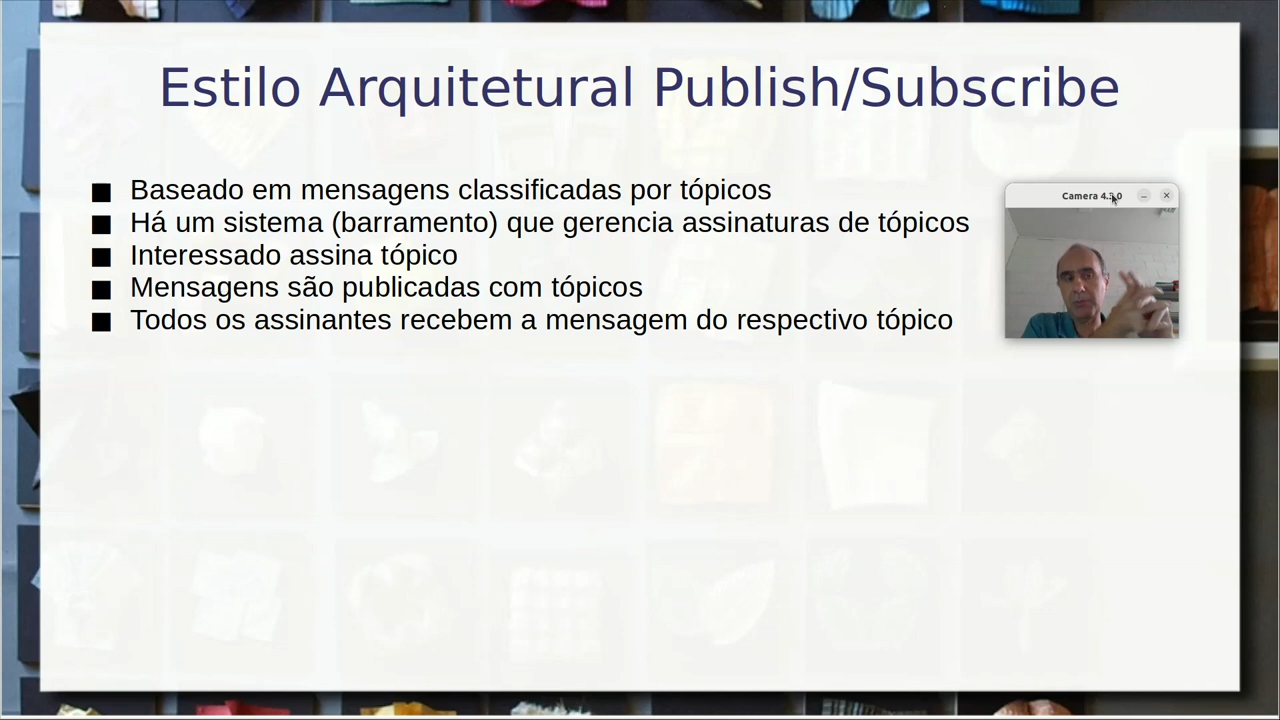 Estilo Arquitetural Publish/Subscribe
■ Baseado em mensagens classificadas por tópicos
■ Há um sistema (barramento) que gerencia assinaturas de tópicos
■ Interessado assina tópico
■ Mensagens são publicadas com tópicos
■ Todos os assinantes recebem a mensagem do respectivo tópico
Camera